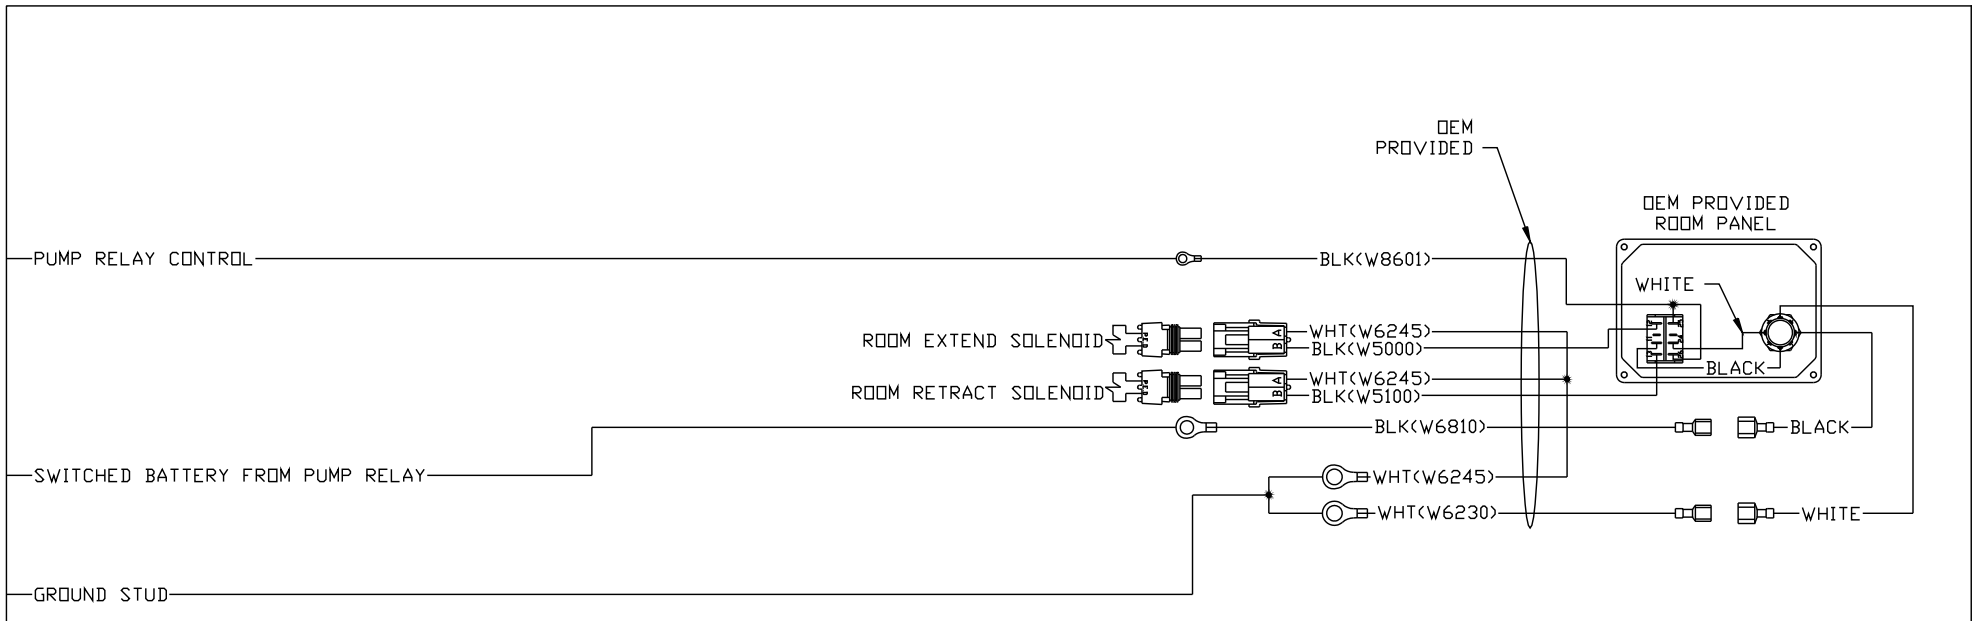 OEM
PROVIDED
OEM PROVIDED
ROOM PANEL
PUMP RELAY CONTROL
BLK(W8601)
WHITE
ROOM EXTEND SOLENOID
A
B
WHT(W6245)
BLK(W5000)
BLACK
ROOM RETRACT SOLENOID
A
B
WHT(W6245)
BLK(W5100)
BLK(W6810)
BLACK
SWITCHED BATTERY FROM PUMP RELAY
WHT(W6245)
WHT(W6230)
WHITE
GROUND STUD